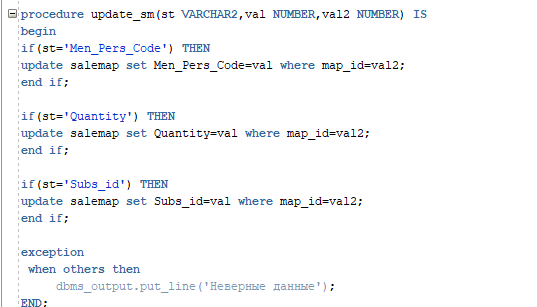 procedure update_sm(st VARCHAR2,val NUMBER,val2 NUMBER) IS
begin
if(st='Men_Pers_Code') THEN
update salemap set Men_Pers_Code=val where map_id=val2;
end if;
if(st='Quantity') THEN
update salemap set Quantity=val where map_id=val2;
end if;
if(st='Subs_id') THEN
update salemap set Subs_id=val where map_id=val2;
end if;
exception
when others then
dbms_output.put_line('Неверные данные');
END;